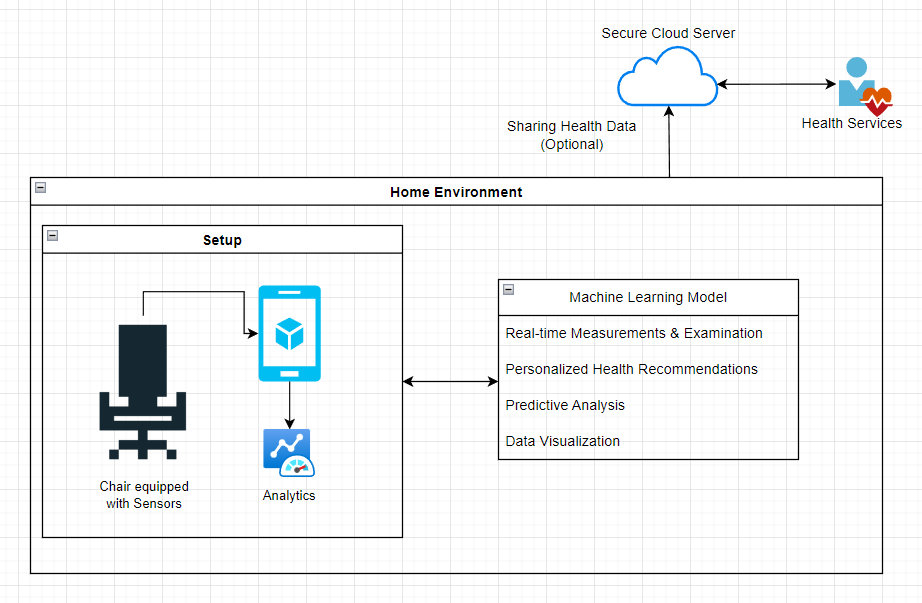 Secure Cloud Server
Health Services
Sharing Health Data
(Optional)
Home Environment
Setup
Chair equipped
with Sensors
Analytics
Machine Learning Model
Real-time Measurements & Examination
Personalized Health Recommendations
Predictive Analysis
Data Visualization